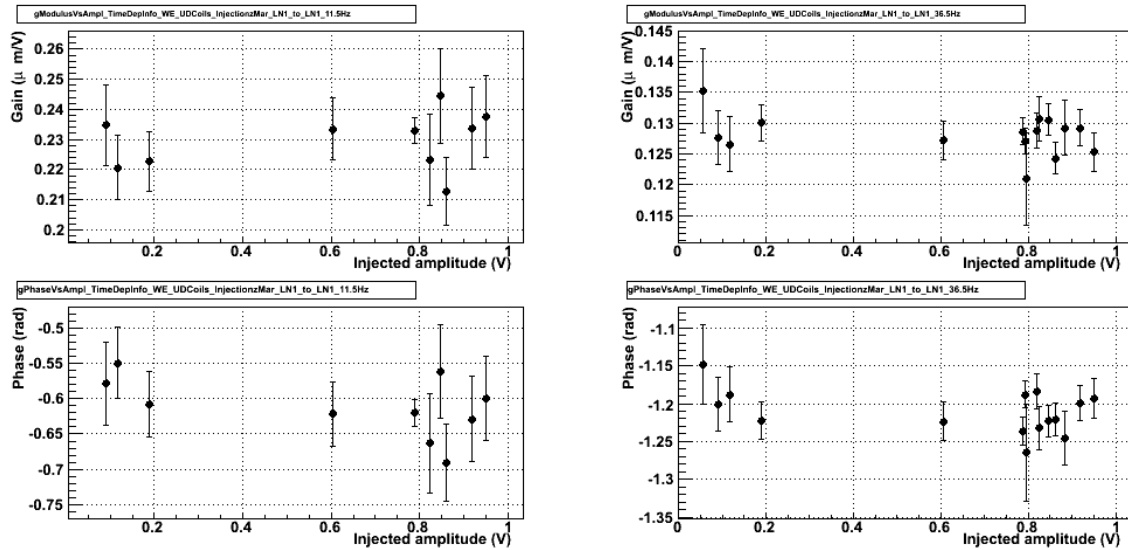 gModulusVsAmpl_TimeDepInfo_WE_UDCoils_InjectionzMar_LN1_to_LN1_11.5Hz
Gain (μ m/V)
0.26
0.25
0.24
0.23
0.22
0.21
0.2
0.2 0.4 0.6 0.8 1
Injected amplitude (V)
gModulusVsAmpl_TimeDepInfo_WE_UDCoils_InjectionzMar_LN1_to_LN1_36.5Hz
Gain (μ m/V)
0.145
0.14
0.135
0.13
0.125
0.12
0.115
0 0.2 0.4 0.6 0.8 1
Injected amplitude (V)
gPhaseVsAmpl_TimeDepInfo_WE_UDCoils_InjectionzMar_LN1_to_LN1_11.5Hz
Phase (rad)
-0.5
-0.55
-0.6
-0.65
-0.7
-0.75
0.2 0.4 0.6 0.8 1
Injected amplitude (V)
gPhaseVsAmpl_TimeDepInfo_WE_UDCoils_InjectionzMar_LN1_to_LN1_36.5Hz
Phase (rad)
-1.1
-1.15
-1.2
-1.25
-1.3
-1.35
0 0.2 0.4 0.6 0.8 1
Injected amplitude (V)